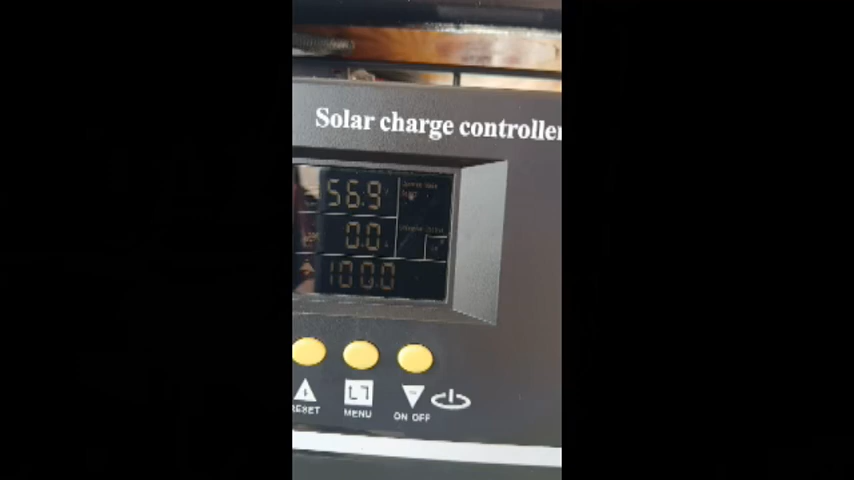 Solar charge controller
56.9
0.0
100.0
RESET
MENU
ON OFF